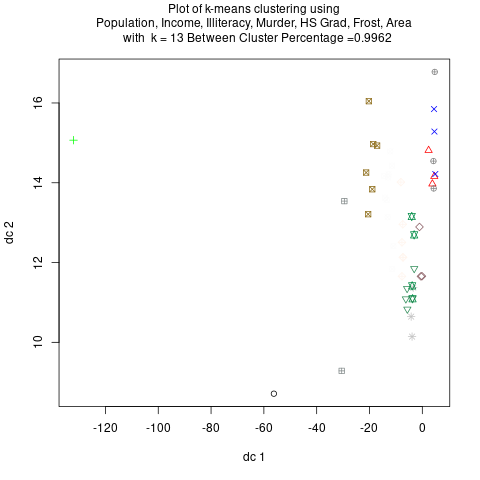 Plot of k-means clustering using
Population, Income, Illiteracy, Murder, HS Grad, Frost, Area
with k = 13 Between Cluster Percentage =0.9962
16
14
12
10
dc 2
-120 -100 -80 -60 -40 -20 0
dc 1